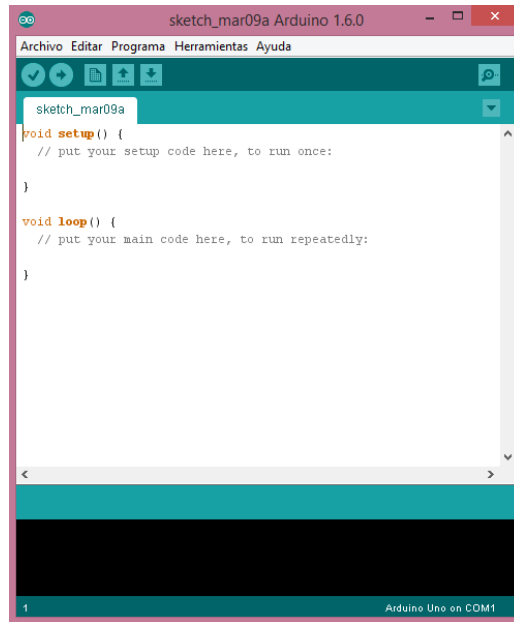 sketch_mar09a Arduino 1.6.0
Archivo Editar Programa Herramientas Ayuda
sketch_mar09a
void setup() {
  // put your setup code here, to run once:
}
void loop() {
  // put your main code here, to run repeatedly:
}
1 Arduino Uno on COM1